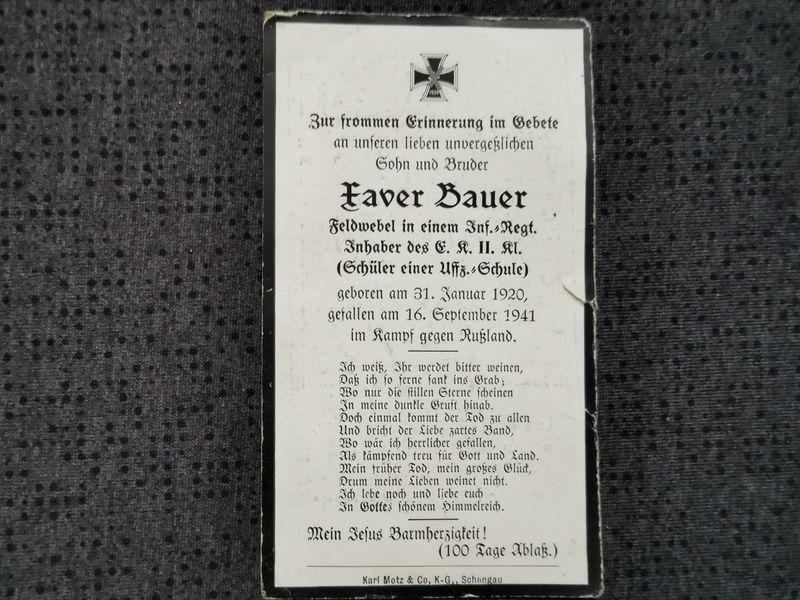 Zur frommen Erinnerung im Gebete
an unseren lieben unvergeßlichen
Sohn und Bruder
Xaver Bauer
Feldwebel in einem Inf.-Regt.
Inhaber des E. K. II. Kl.
(Schüler einer Uffz.-Schule)
geboren am 31. Januar 1920,
gefallen am 16. September 1941
im Kampf gegen Rußland.
Ich weiß, Ihr werdet bitter weinen,
Daß ich so ferne sank ins Grab;
Wo nur die stillen Sterne scheinen
In meine dunkle Gruft hinab.
Doch einmal kommt der Tod zu allen
Und bricht der Liebe zartes Band,
Wo wär ich herrlicher gefallen,
Als kämpfend treu für Gott und Land.
Mein früher Tod, mein großes Glück,
Drum meine Lieben weinet nicht.
Ich lebe noch und liebe euch
In Gottes schönem Himmelreich.
Mein Jesus Barmherzigkeit!
(100 Tage Ablaß.)
Karl Motz & Co, K-G,, Schongau